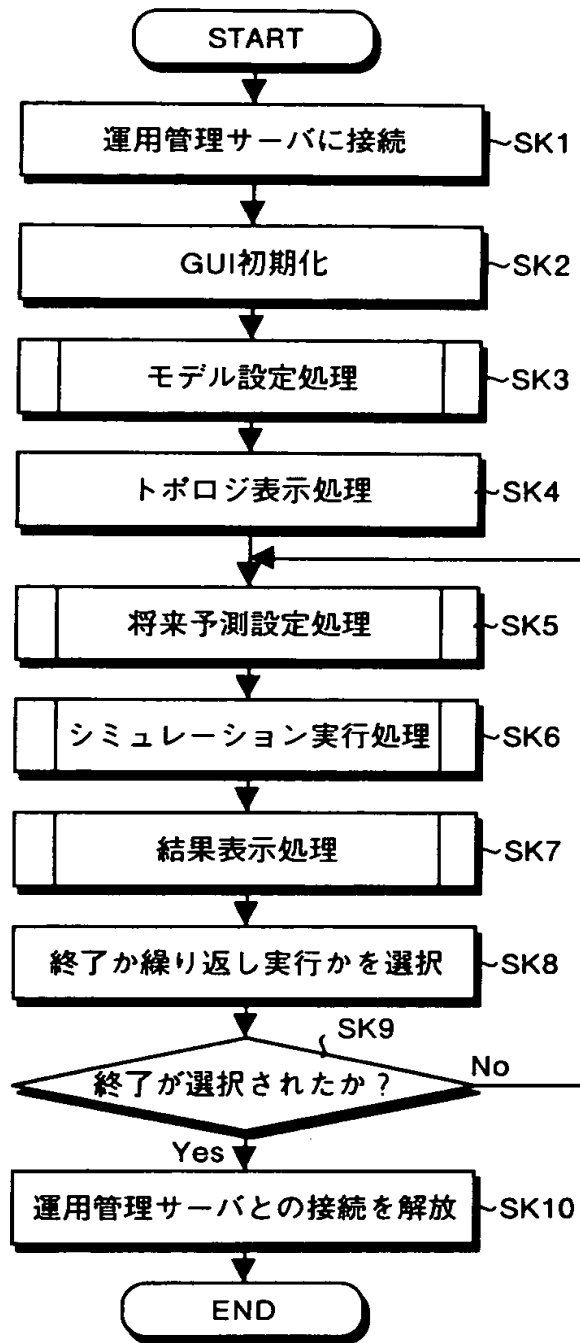 START
運用管理サーバに接続
SK1
GUI初期化
SK2
モデル設定処理
SK3
トポロジ表示処理
SK4
将来予測設定処理
SK5
シミュレーション実行処理
SK6
結果表示処理
SK7
終了か繰り返し実行かを選択
SK8
SK9
終了が選択されたか？
No
Yes
運用管理サーバとの接続を解放
SK10
END